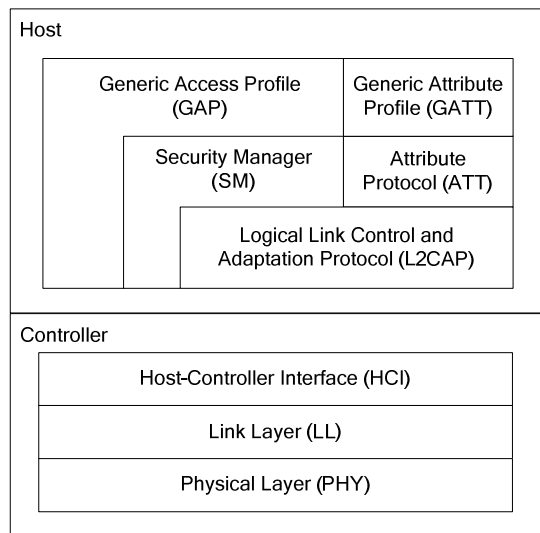 Host
Generic Access Profile
(GAP)
Generic Attribute
Profile (GATT)
Security Manager
(SM)
Attribute
Protocol (ATT)
Logical Link Control and
Adaptation Protocol (L2CAP)
Controller
Host-Controller Interface (HCI)
Link Layer (LL)
Physical Layer (PHY)